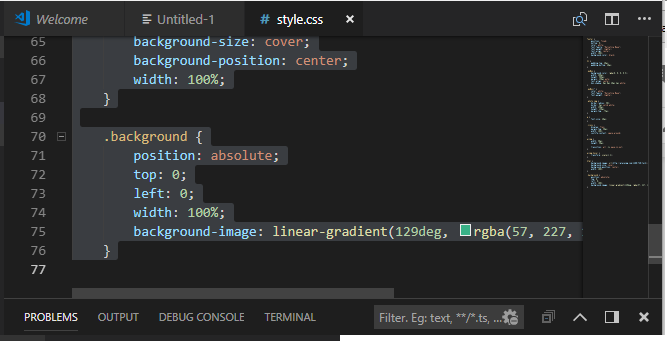 Welcome Untitled-1 style.css
65 background-size: cover;
66 background-position: center;
67 width: 100%;
68 }
69
70 .background {
71 position: absolute;
72 top: 0;
73 left: 0;
74 width: 100%;
75 background-image: linear-gradient(129deg, rgba(57, 227,
76 }
77
PROBLEMS OUTPUT DEBUG CONSOLE TERMINAL Filter. Eg: text, **/*.ts, ...